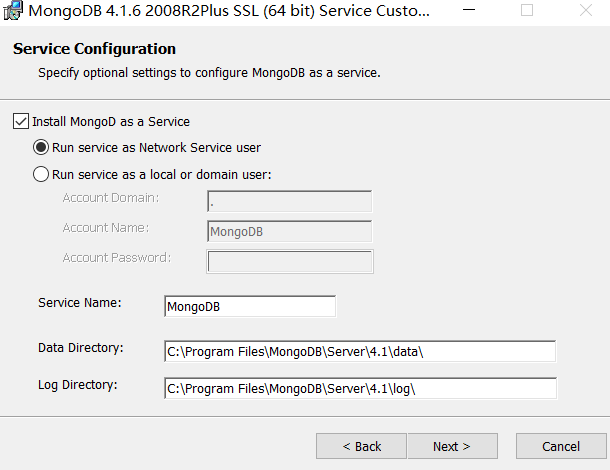 MongoDB 4.1.6 2008R2Plus SSL (64 bit) Service Custo...
Service Configuration
Specify optional settings to configure MongoDB as a service.
Install MongoD as a Service
Run service as Network Service user
Run service as a local or domain user:
Account Domain: .
Account Name: MongoDB
Account Password:
Service Name: MongoDB
Data Directory: C:\Program Files\MongoDB\Server\4.1\data\
Log Directory: C:\Program Files\MongoDB\Server\4.1\log\
< Back Next > Cancel